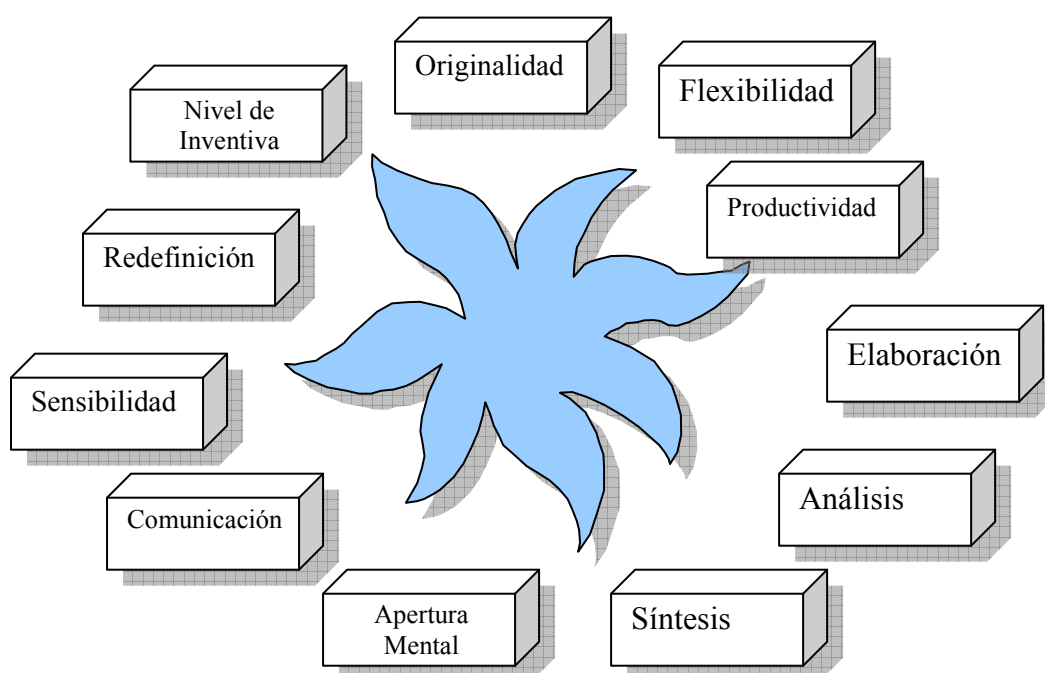 Originalidad
Flexibilidad
Nivel de
Inventiva
Productividad
Redefinición
Elaboración
Sensibilidad
Análisis
Comunicación
Apertura
Mental
Síntesis